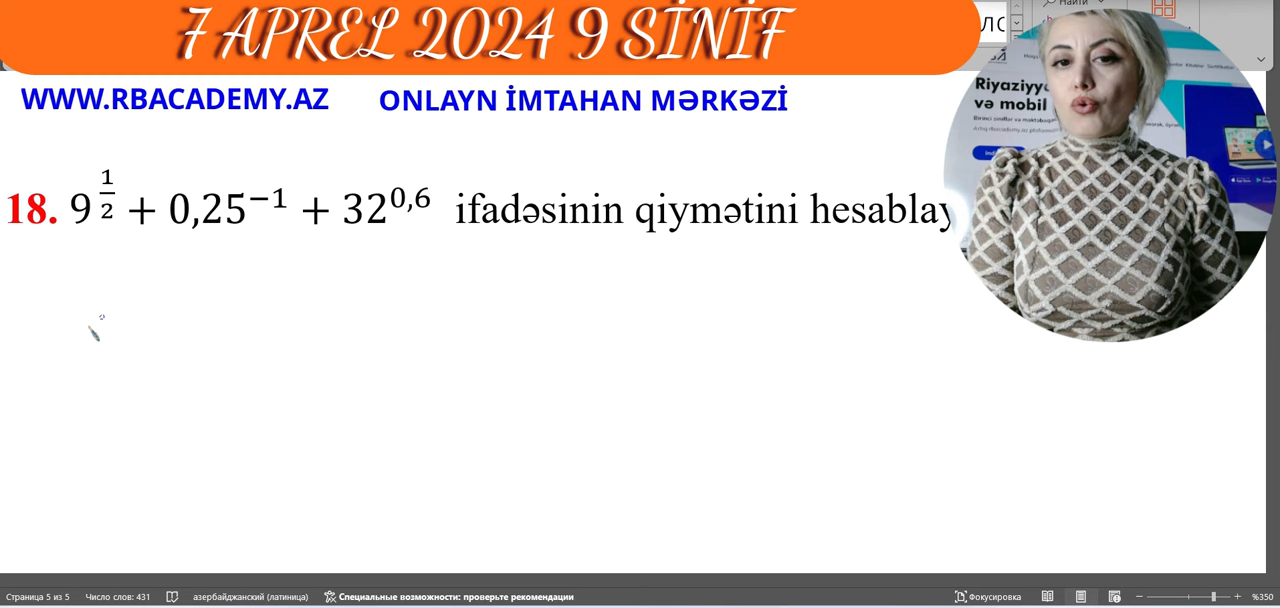 7 APREL 2024 9 SİNİF
Найти
WWW.RBACADEMY.AZ ONLAYN İMTAHAN MƏRKƏZİ
Riyaziyy
və mobil
18. 9^(1/2) + 0,25^(−1) + 32^(0,6) ifadəsinin qiymətini hesablay
Страница 5 из 5 Число слов: 431 азербайджанский (латиница) Специальные возможности: проверьте рекомендации Фокусировка %350